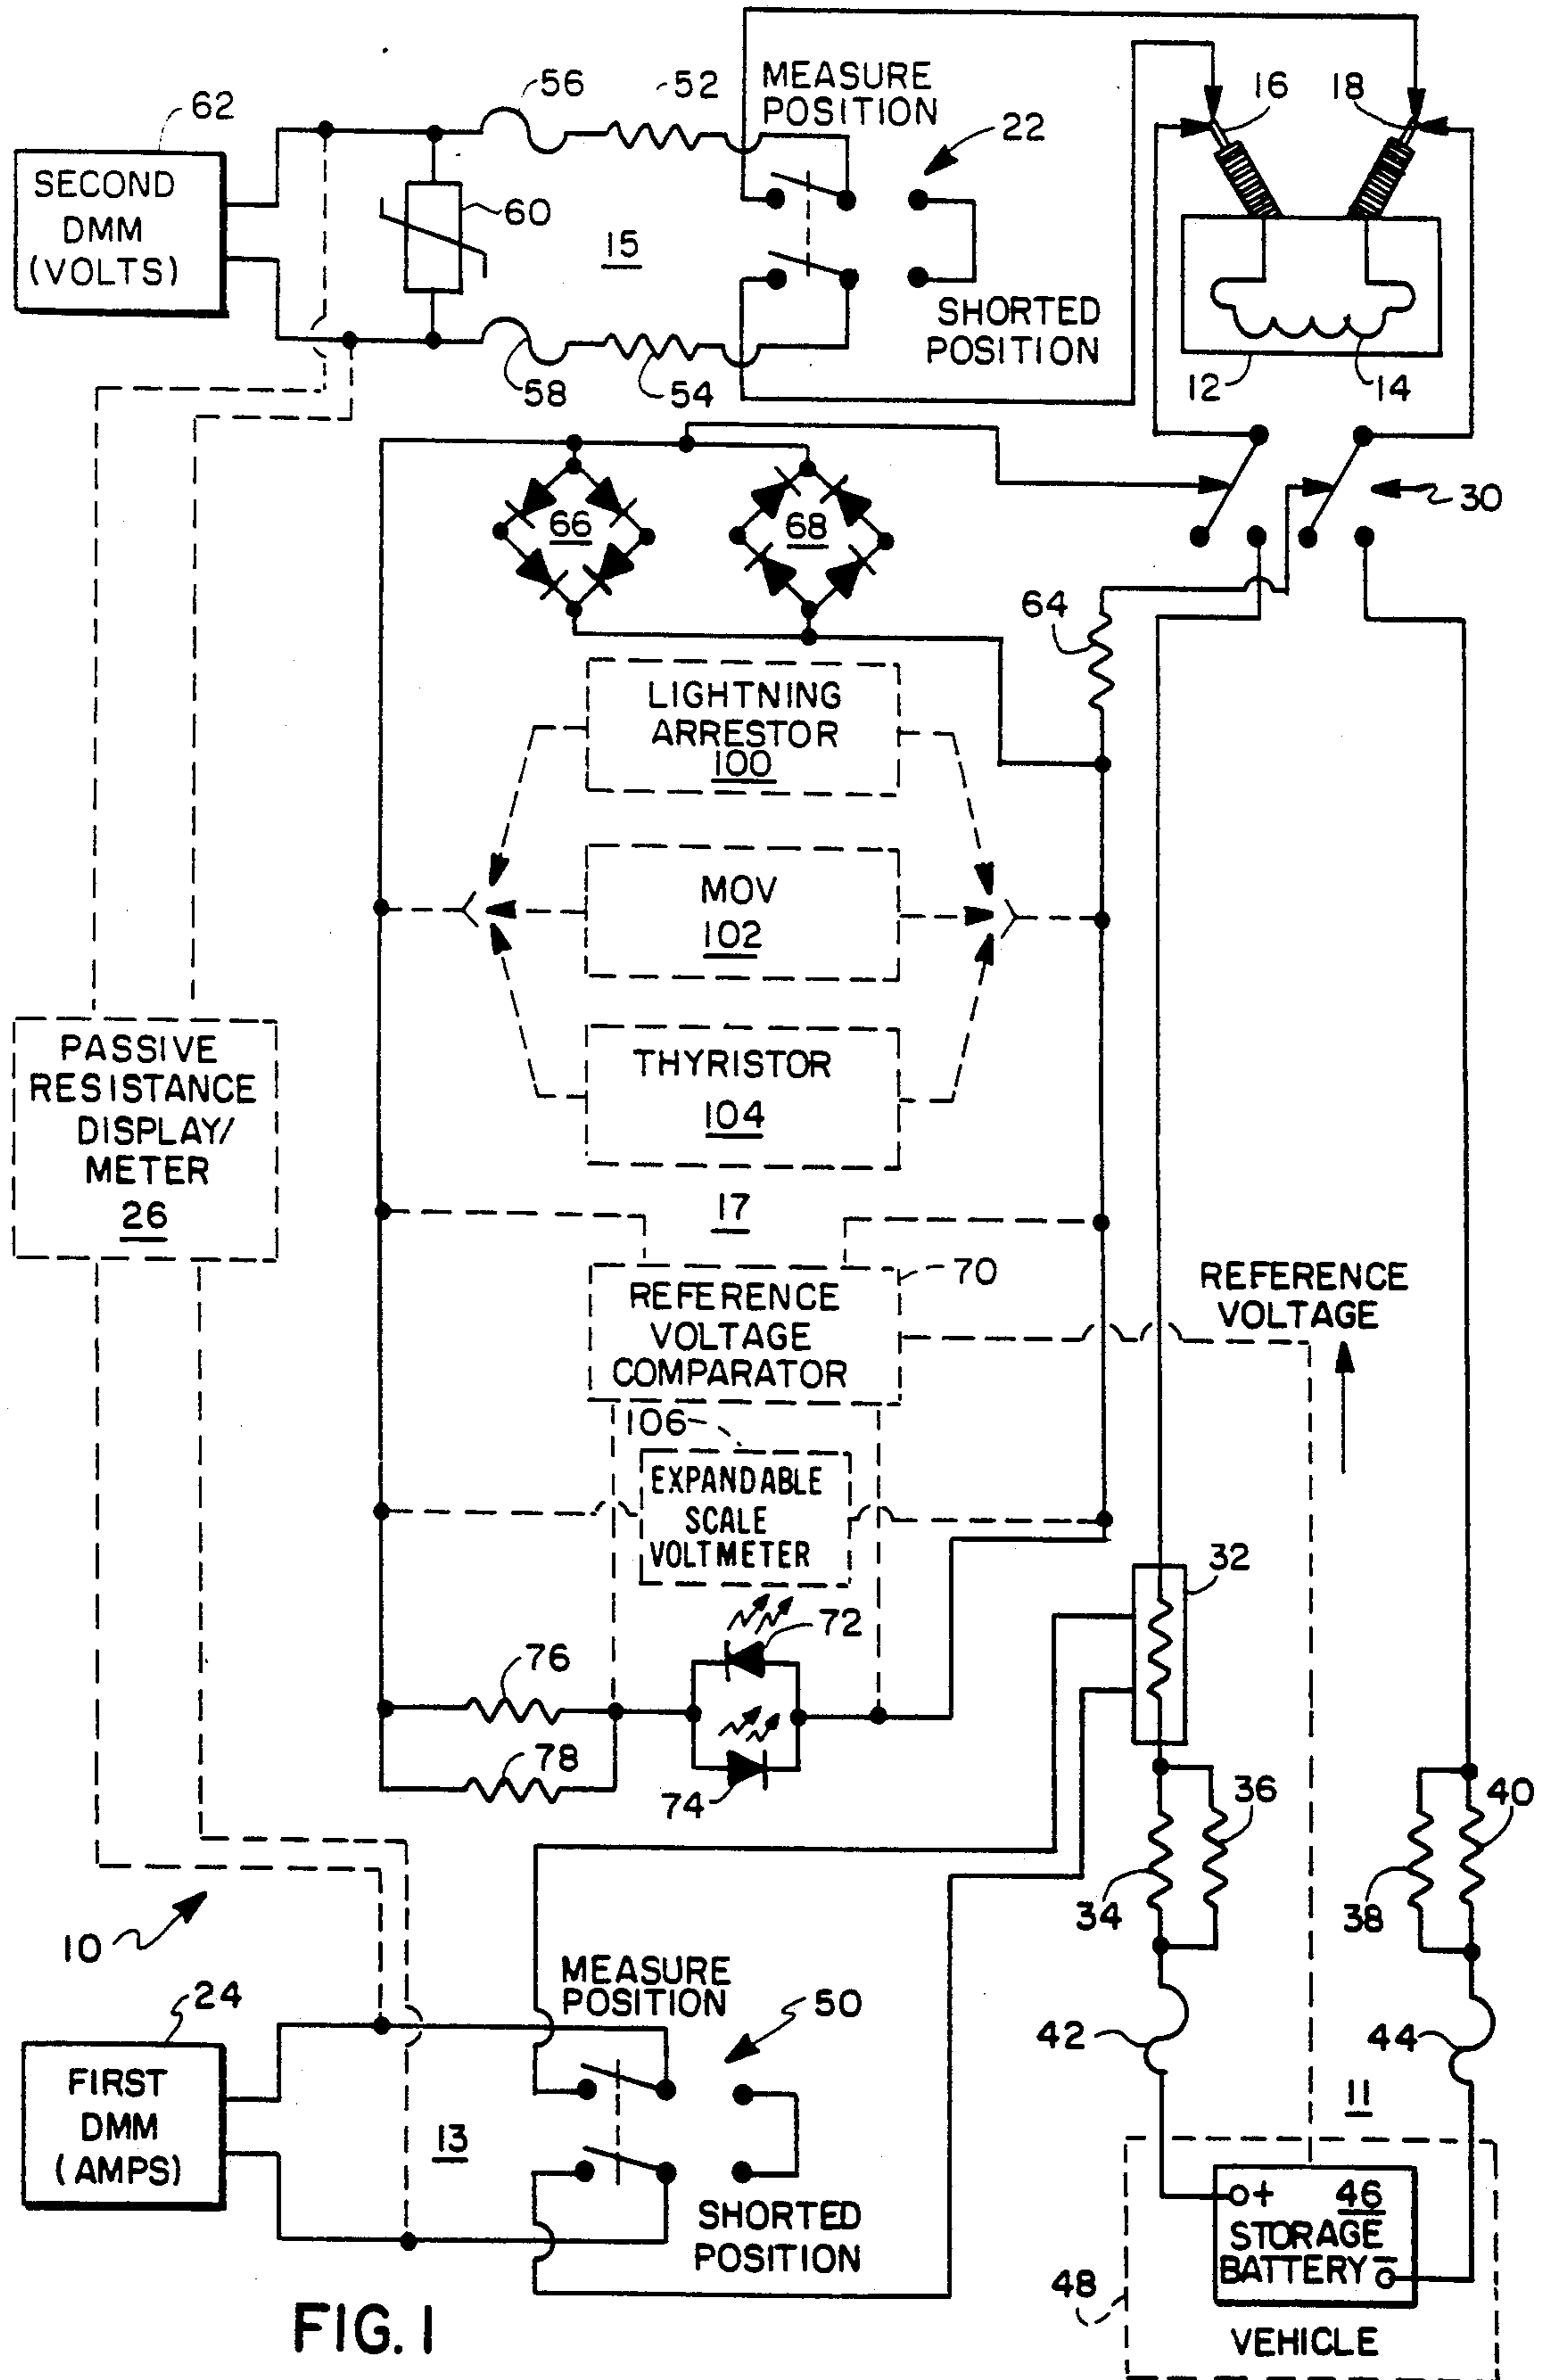 56
52
MEASURE
POSITION
16
18
62
22
SECOND
DMM
(VOLTS)
60
15
SHORTED
POSITION
58
54
12
14
66
68
30
64
LIGHTNING
ARRESTOR
100
MOV
102
THYRISTOR
104
PASSIVE
RESISTANCE
DISPLAY/
METER
26
17
70
REFERENCE
VOLTAGE
REFERENCE
VOLTAGE
COMPARATOR
106
EXPANDABLE
SCALE
VOLTMETER
32
72
76
78
74
36
40
34
38
10
MEASURE
POSITION
50
24
42
44
FIRST
DMM
(AMPS)
13
11
SHORTED
POSITION
+ 46
STORAGE
BATTERY -
48
VEHICLE
FIG. 1